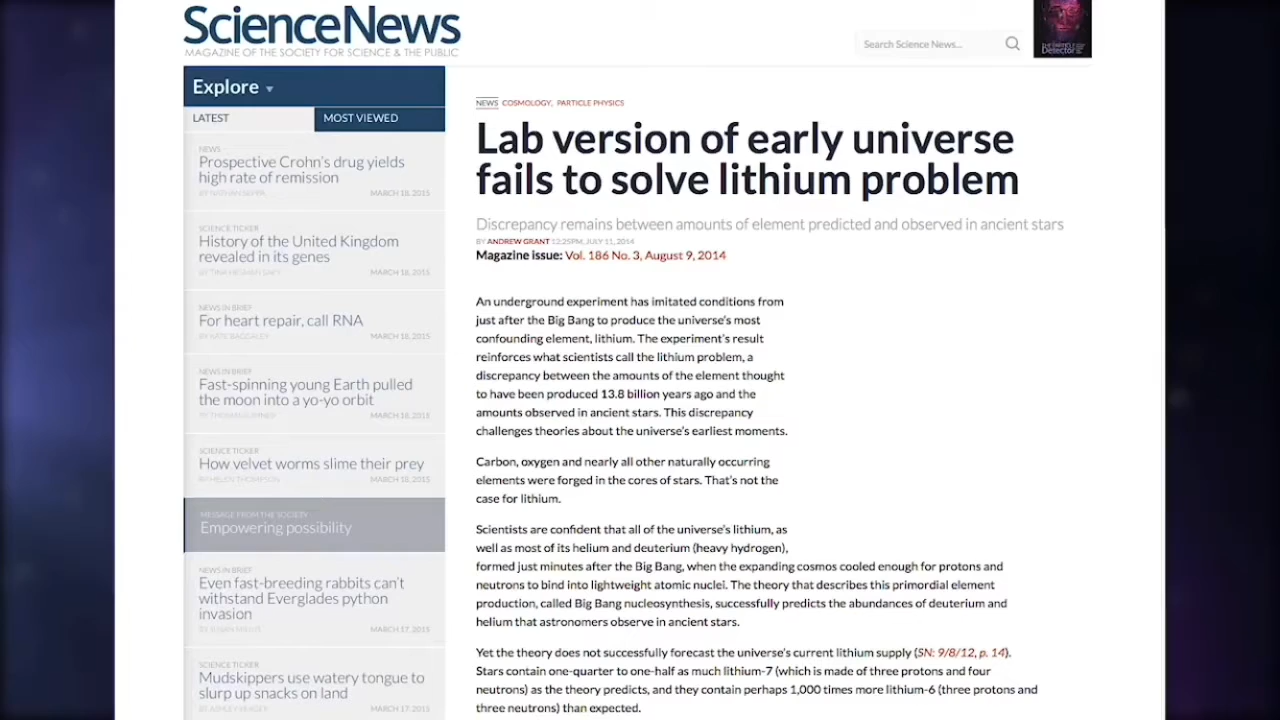 ScienceNews
MAGAZINE OF THE SOCIETY FOR SCIENCE & THE PUBLIC
Search Science News...
Explore
LATEST
MOST VIEWED
NEWS
Prospective Crohn's drug yields
high rate of remission
MARCH 18, 2015
SCIENCE TICKER
History of the United Kingdom
revealed in its genes
MARCH 18, 2015
NEWS IN BRIEF
For heart repair, call RNA
BY KATE BAGGALEY
MARCH 18, 2015
NEWS IN BRIEF
Fast-spinning young Earth pulled
the moon into a yo-yo orbit
MARCH 18, 2015
SCIENCE TICKER
How velvet worms slime their prey
BY HELEN THOMPSON
MARCH 18, 2015
MESSAGE FROM THE SOCIETY
Empowering possibility
NEWS IN BRIEF
Even fast-breeding rabbits can't
withstand Everglades python
invasion
BY SUSAN MILIUS
MARCH 17, 2015
SCIENCE TICKER
Mudskippers use watery tongue to
slurp up snacks on land
BY ASHLEY YEAGER
MARCH 17, 2015
NEWS COSMOLOGY, PARTICLE PHYSICS
Lab version of early universe
fails to solve lithium problem
Discrepancy remains between amounts of element predicted and observed in ancient stars
BY ANDREW GRANT 12:25PM, JULY 11, 2014
Magazine issue: Vol. 186 No. 3, August 9, 2014
An underground experiment has imitated conditions from
just after the Big Bang to produce the universe's most
confounding element, lithium. The experiment's result
reinforces what scientists call the lithium problem, a
discrepancy between the amounts of the element thought
to have been produced 13.8 billion years ago and the
amounts observed in ancient stars. This discrepancy
challenges theories about the universe's earliest moments.
Carbon, oxygen and nearly all other naturally occurring
elements were forged in the cores of stars. That's not the
case for lithium.
Scientists are confident that all of the universe's lithium, as
well as most of its helium and deuterium (heavy hydrogen),
formed just minutes after the Big Bang, when the expanding cosmos cooled enough for protons and
neutrons to bind into lightweight atomic nuclei. The theory that describes this primordial element
production, called Big Bang nucleosynthesis, successfully predicts the abundances of deuterium and
helium that astronomers observe in ancient stars.
Yet the theory does not successfully forecast the universe's current lithium supply (SN: 9/8/12, p. 14).
Stars contain one-quarter to one-half as much lithium-7 (which is made of three protons and four
neutrons) as the theory predicts, and they contain perhaps 1,000 times more lithium-6 (three protons and
three neutrons) than expected.